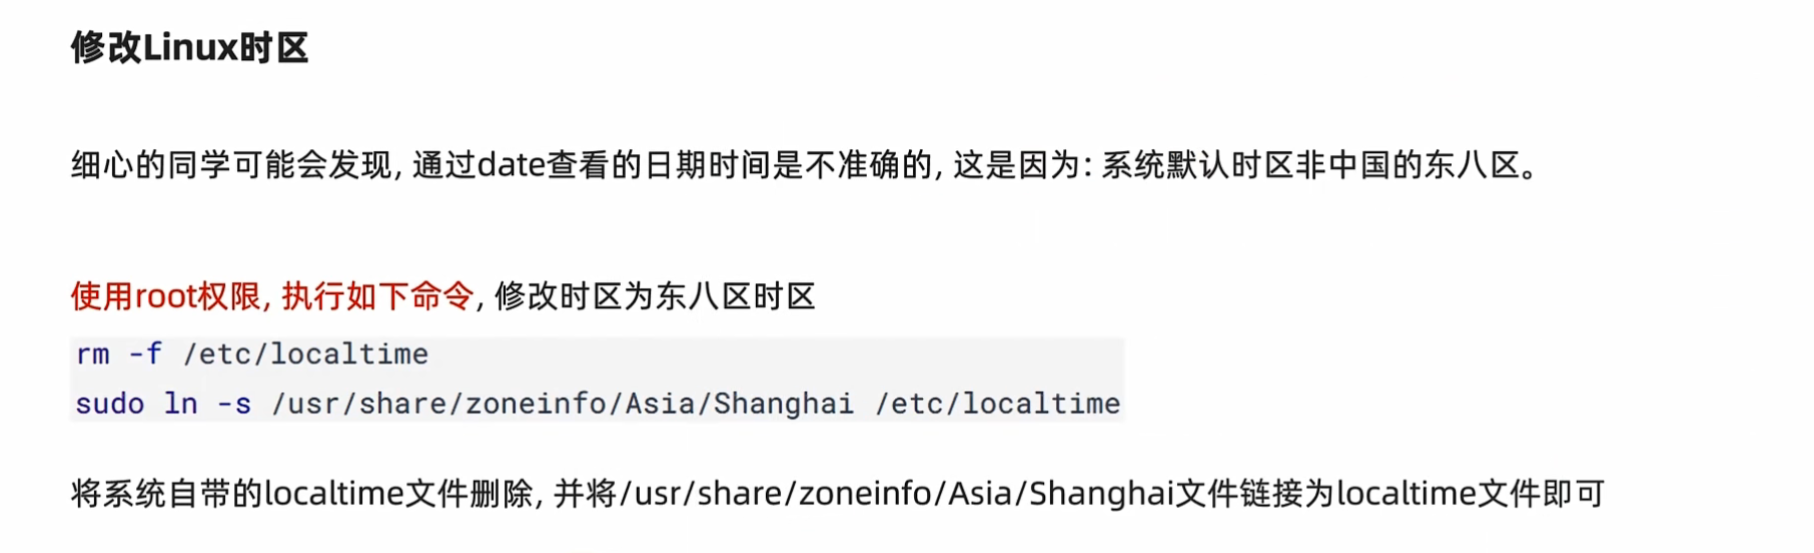 修改Linux时区
细心的同学可能会发现, 通过date查看的日期时间是不准确的, 这是因为: 系统默认时区非中国的东八区。
使用root权限, 执行如下命令, 修改时区为东八区时区
rm -f /etc/localtime
sudo ln -s /usr/share/zoneinfo/Asia/Shanghai /etc/localtime
将系统自带的localtime文件删除, 并将/usr/share/zoneinfo/Asia/Shanghai文件链接为localtime文件即可